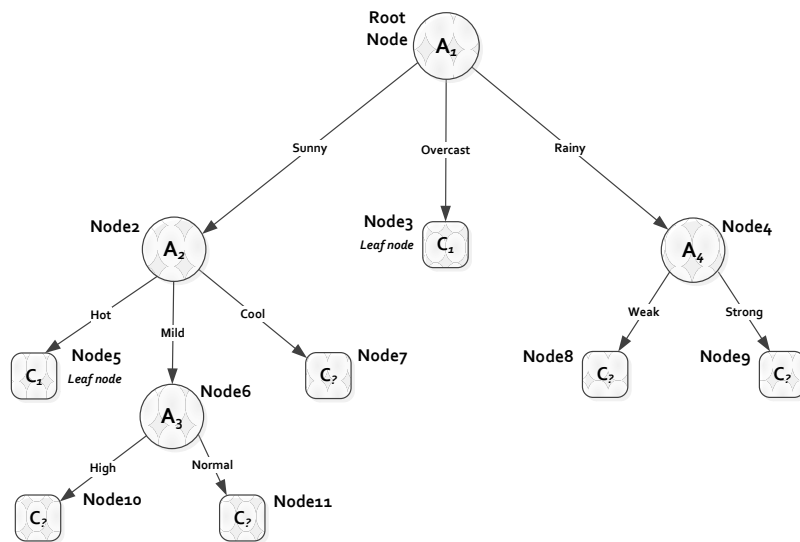 Root
Node
A1
Sunny
Overcast
Rainy
Node2
A2
Node3
Leaf node
C1
Node4
A4
Hot
Mild
Cool
Weak
Strong
C1
Node5
Leaf node
Node7
C?
Node8
C?
Node9
C?
Node6
A3
High
Normal
C?
Node10
C?
Node11